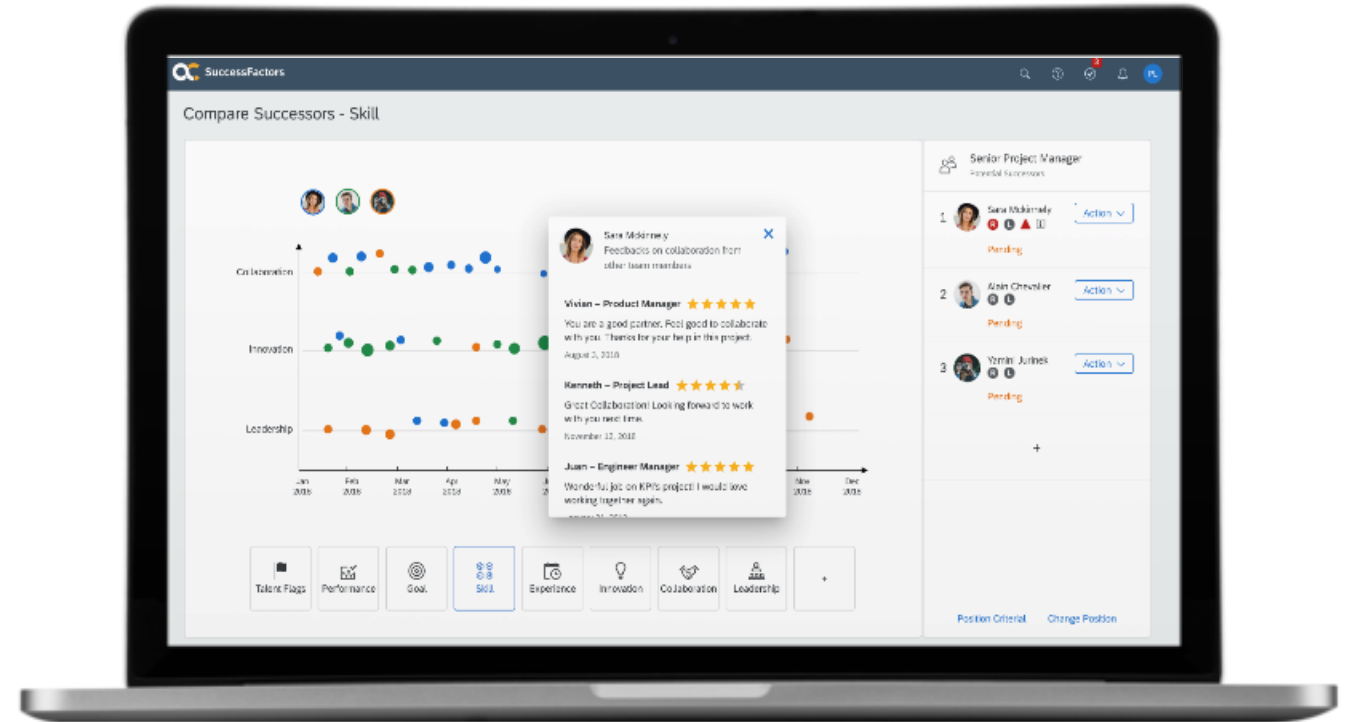 SuccessFactors
3
PL
Compare Successors - Skill
Senior Project Manager
Potential Successors
1
Sara Mckinnely
Action
R L
Pending
2
Alain Chevalier
Action
R L
Pending
3
Yamini Jurinek
Action
R L
Pending
+
Position Criterial
Change Position
Collaboration
Innovation
Leadership
Jan
2018
Feb
2018
Mar
2018
Apr
2018
May
2018
Nov
2018
Dec
2018
Sara Mckinnely
Feedbacks on collaboration from
other team members
Vivian – Product Manager
You are a good partner. Feel good to collaborate
with you. Thanks for your help in this project.
August 3, 2018
Kenneth – Project Lead
Great Collaboration! Looking forward to work
with you next time.
November 12, 2018
Juan – Engineer Manager
Wonderful job on KPI's project! I would love
working together again.
Talent Flags
Performance
Goal
Skill
Experience
Innovation
Collaboration
Leadership
+